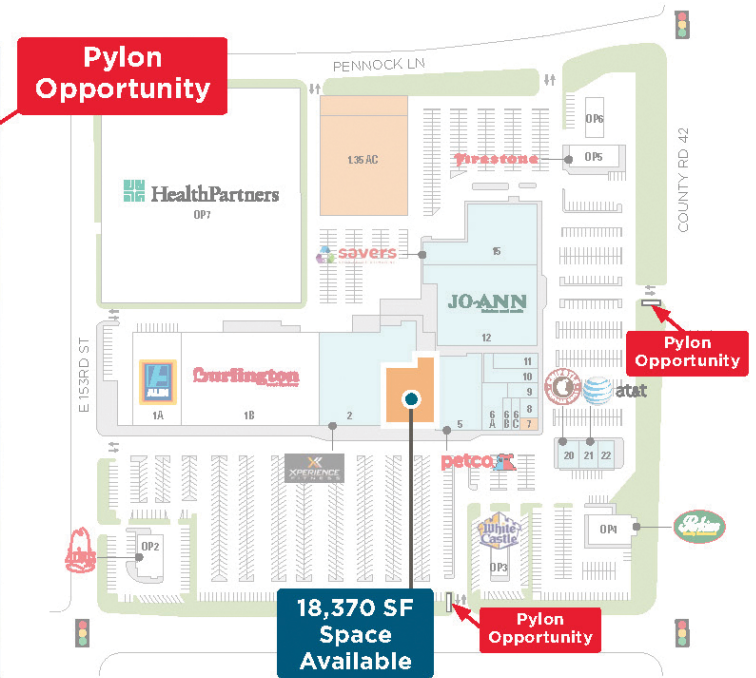 Pylon
Opportunity
PENNOCK LN
COUNTY RD 42
E 153RD ST
1.35 AC
OP6
OP5
Firestone
HealthPartners
OP7
savers
15
JO-ANN
12
Pylon
Opportunity
ALDI
1A
Burlington
1B
2
5
6
A
6
B
6
C
11
10
9
8
7
at&t
20
21
22
XPERIENCE
FITNESS
petco
OP2
White
Castle
OP3
OP4
Perkins
18,370 SF
Space
Available
Pylon
Opportunity